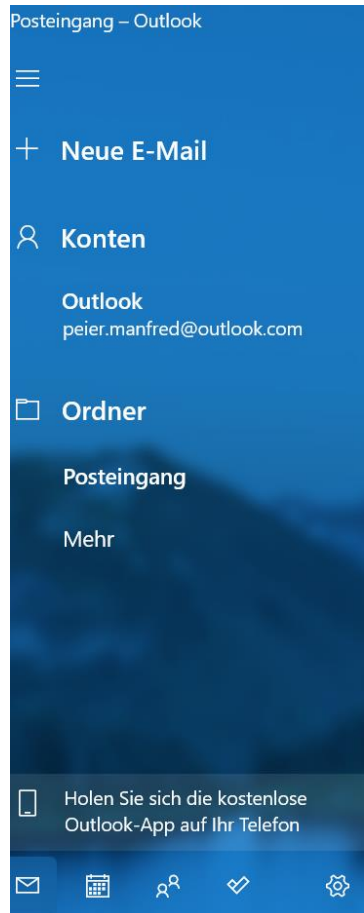 Posteingang – Outlook
Neue E-Mail
Konten
Outlook
peier.manfred@outlook.com
Ordner
Posteingang
Mehr
Holen Sie sich die kostenlose
Outlook-App auf Ihr Telefon